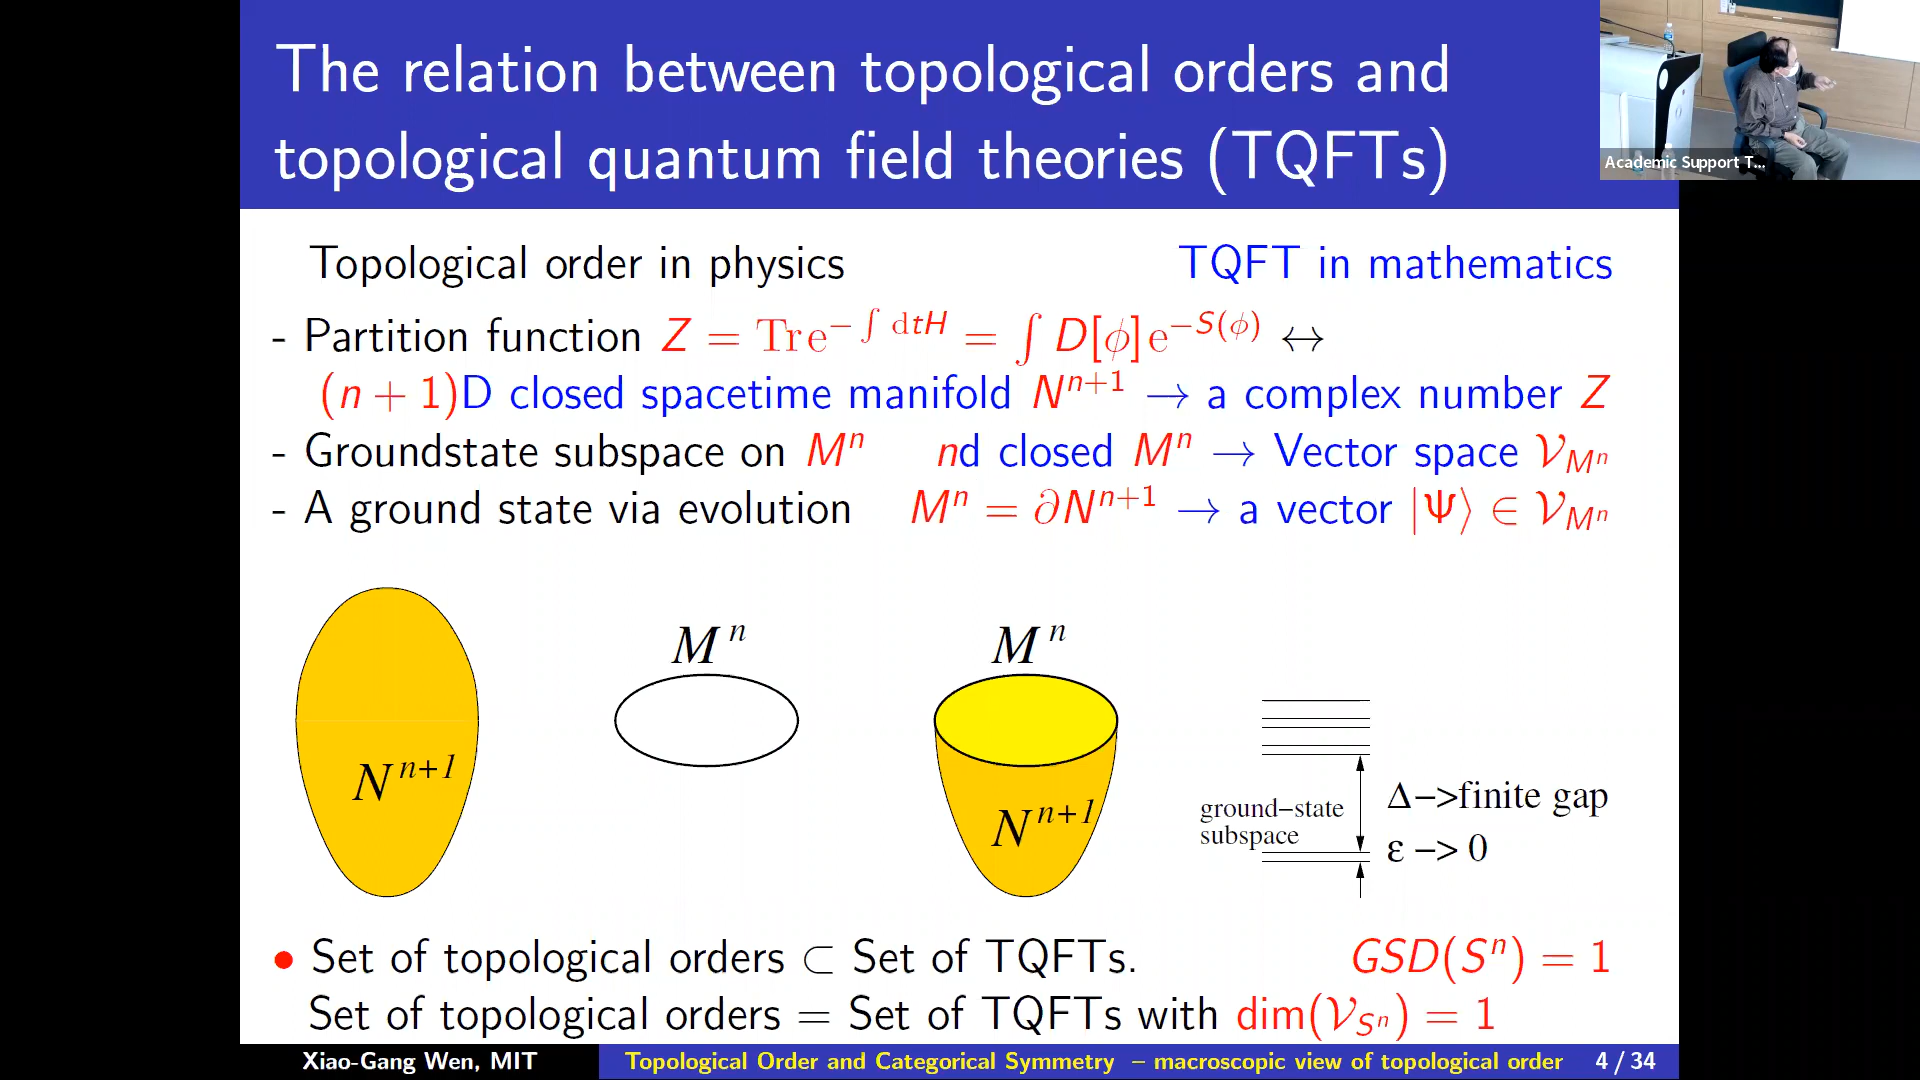 The relation between topological orders and
topological quantum field theories (TQFTs)
Academic Support T...
Topological order in physics TQFT in mathematics
- Partition function Z = Tr e^{−∫ dtH} = ∫ D[ϕ] e^{−S(ϕ)} ↔
(n + 1)D closed spacetime manifold N^{n+1} → a complex number Z
- Groundstate subspace on M^n nd closed M^n → Vector space 𝒱_{M^n}
- A ground state via evolution M^n = ∂N^{n+1} → a vector |Ψ⟩ ∈ 𝒱_{M^n}
M^n M^n
N^{n+1} N^{n+1}
ground−state
subspace
Δ−>finite gap
ε −> 0
• Set of topological orders ⊂ Set of TQFTs. GSD(S^n) = 1
Set of topological orders = Set of TQFTs with dim(𝒱_{S^n}) = 1
Xiao-Gang Wen, MIT Topological Order and Categorical Symmetry – macroscopic view of topological order 4 / 34